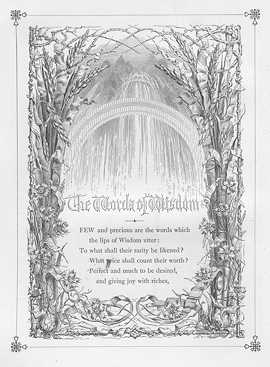 The Words of Wisdom
FEW and precious are the words which
the lips of Wisdom utter:
To what shall their rarity be likened?
What price shall count their worth?
Perfect and much to be desired,
and giving joy with riches,